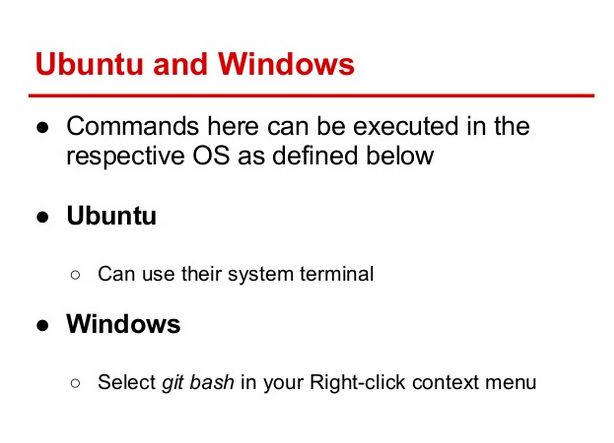 Ubuntu and Windows
● Commands here can be executed in the
respective OS as defined below
● Ubuntu
○ Can use their system terminal
● Windows
○ Select git bash in your Right-click context menu